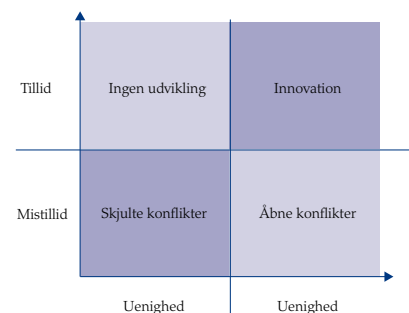 Tillid
Ingen udvikling
Innovation
Mistillid
Skjulte konflikter
Åbne konflikter
Uenighed
Uenighed